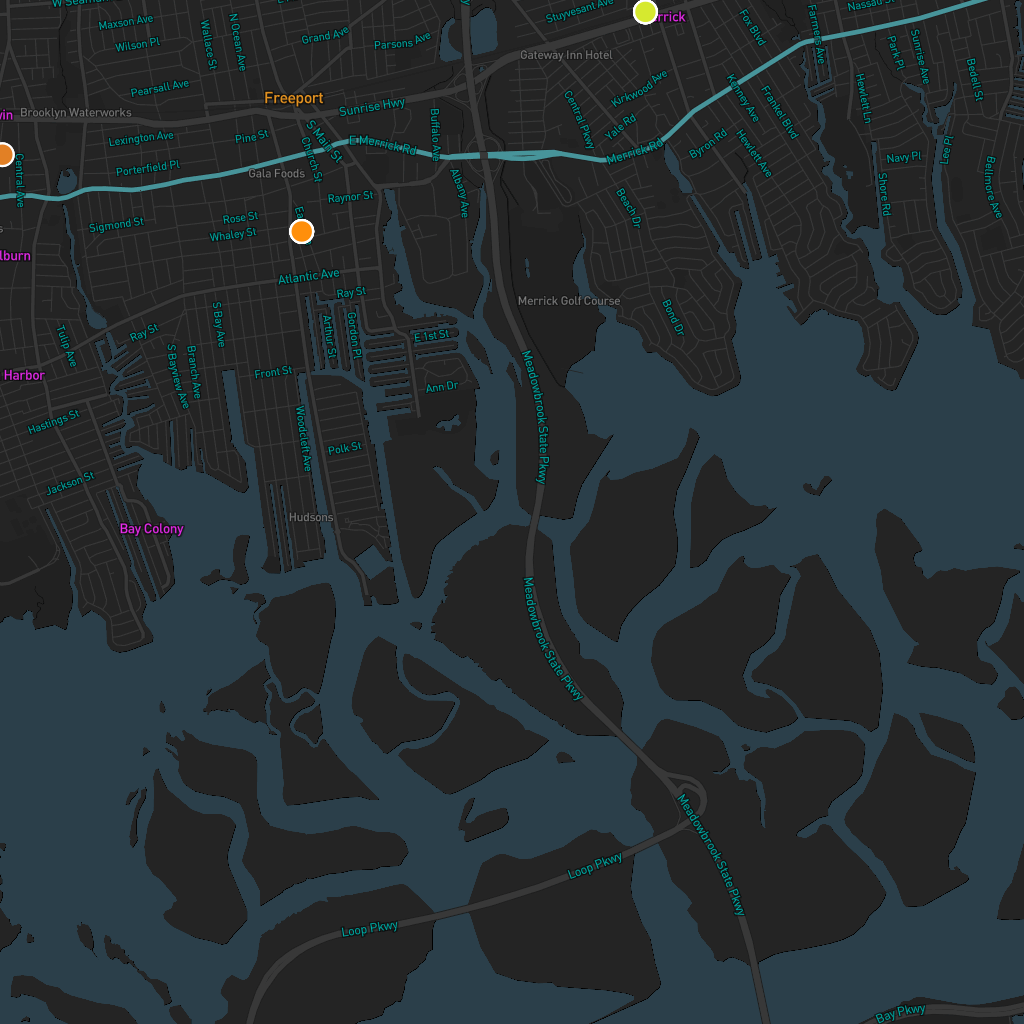 W Seaman
Stuyvesant Ave
Nassau St
Maxson Ave
Wallace St
N Ocean Ave
Grand Ave
rrick
Fox Blvd
Farmers Ave
Wilson Pl
Parsons Ave
Gateway Inn Hotel
Park Pl
Sunrise Ave
Bedell St
Pearsall Ave
Freeport
Kirkwood Ave
Kenney Ave
Frankel Blvd
Hewlett Ln
Sunrise Hwy
Central Pkwy
Brooklyn Waterworks
Lexington Ave
Pine St
S Main St
Church St
E Merrick Rd
Buffalo Ave
Yale Rd
Merrick Rd
Byron Rd
Hewlett Ave
Navy Pl
Lee Pl
Central Ave
Porterfield Pl
Gala Foods
Albany Ave
Shore Rd
Bellmore Ave
Raynor St
Beach Dr
Sigmond St
Rose St
Whaley St
lburn
Atlantic Ave
Ray St
Merrick Golf Course
Bond Dr
Tulip Ave
Ray St
S Bay Ave
Arthur St
Gordon Pl
E 1st St
Harbor
S Bayview Ave
Branch Ave
Front St
Ann Dr
Meadowbrook State Pkwy
Hastings St
Woodcleft Ave
Polk St
Jackson St
Bay Colony
Hudsons
Meadowbrook State Pkwy
Meadowbrook State Pkwy
Loop Pkwy
Loop Pkwy
Bay Pkwy